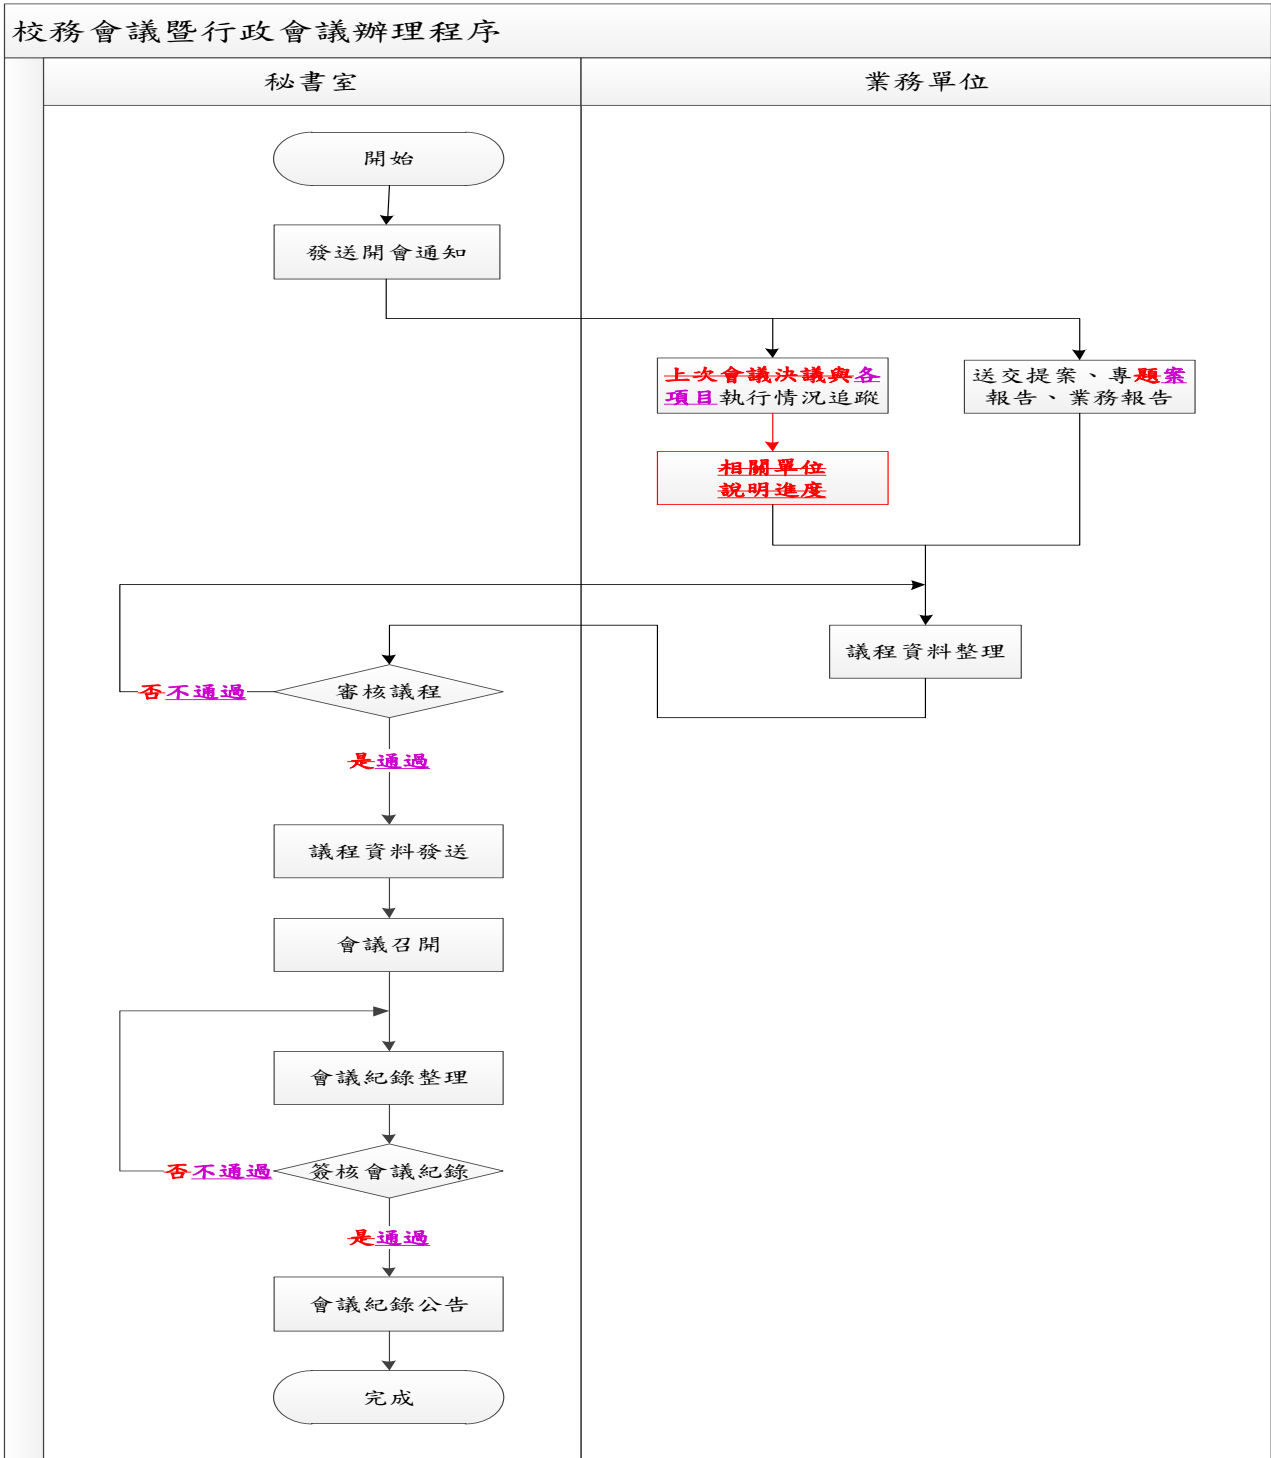 校務會議暨行政會議辦理程序
秘書室
業務單位
開始
發送開會通知
上次會議決議與各
項目執行情況追蹤
送交提案、專題案
報告、業務報告
相關單位
說明進度
議程資料整理
審核議程
否不通過
是通過
議程資料發送
會議召開
會議紀錄整理
簽核會議紀錄
否不通過
是通過
會議紀錄公告
完成